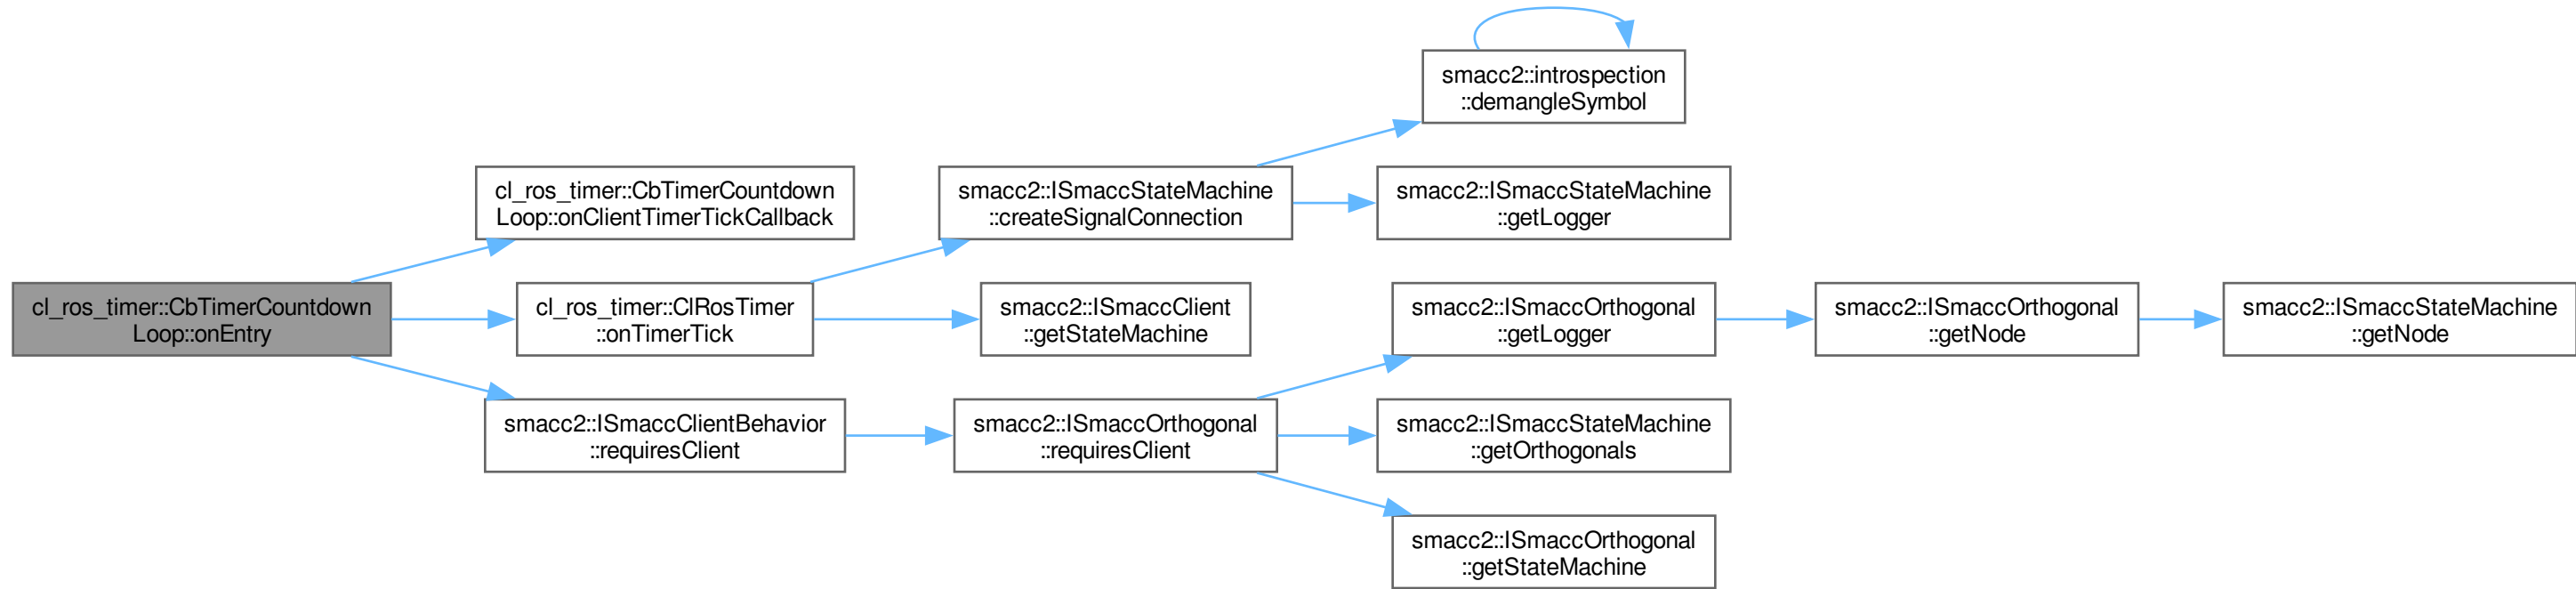 cl_ros_timer::CbTimerCountdown
Loop::onEntry
cl_ros_timer::CbTimerCountdown
Loop::onClientTimerTickCallback
cl_ros_timer::ClRosTimer
::onTimerTick
smacc2::ISmaccClientBehavior
::requiresClient
smacc2::ISmaccStateMachine
::createSignalConnection
smacc2::ISmaccClient
::getStateMachine
smacc2::ISmaccOrthogonal
::requiresClient
smacc2::introspection
::demangleSymbol
smacc2::ISmaccStateMachine
::getLogger
smacc2::ISmaccOrthogonal
::getLogger
smacc2::ISmaccStateMachine
::getOrthogonals
smacc2::ISmaccOrthogonal
::getStateMachine
smacc2::ISmaccOrthogonal
::getNode
smacc2::ISmaccStateMachine
::getNode